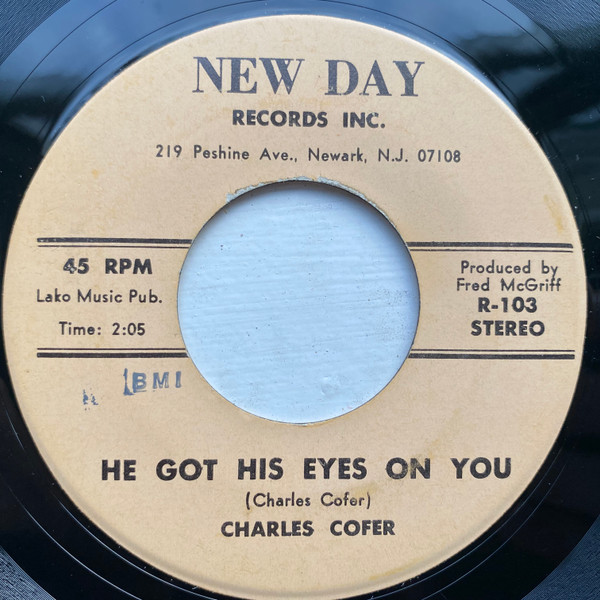 NEW DAY
RECORDS INC.
219 Peshine Ave., Newark, N.J. 07108
45 RPM
Lako Music Pub.
Time: 2:05
BMI
Produced by
Fred McGriff
R-103
STEREO
HE GOT HIS EYES ON YOU
(Charles Cofer)
CHARLES COFER